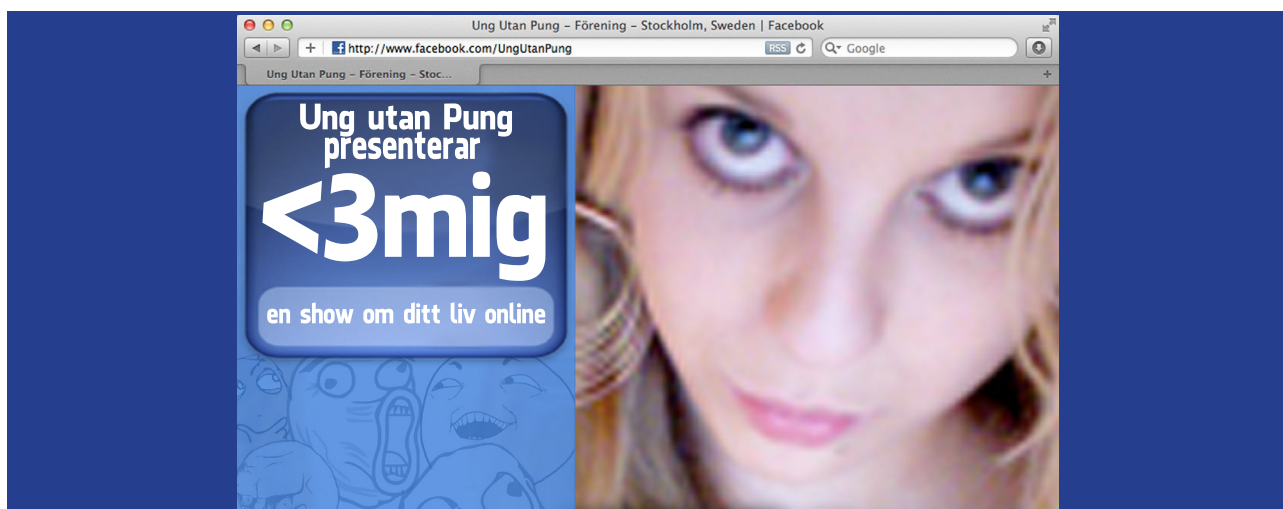 Ung Utan Pung – Förening – Stockholm, Sweden | Facebook
http://www.facebook.com/UngUtanPung
RSS
Google
Ung Utan Pung – Förening – Stoc...
Ung utan Pung
presenterar
<3mig
en show om ditt liv online